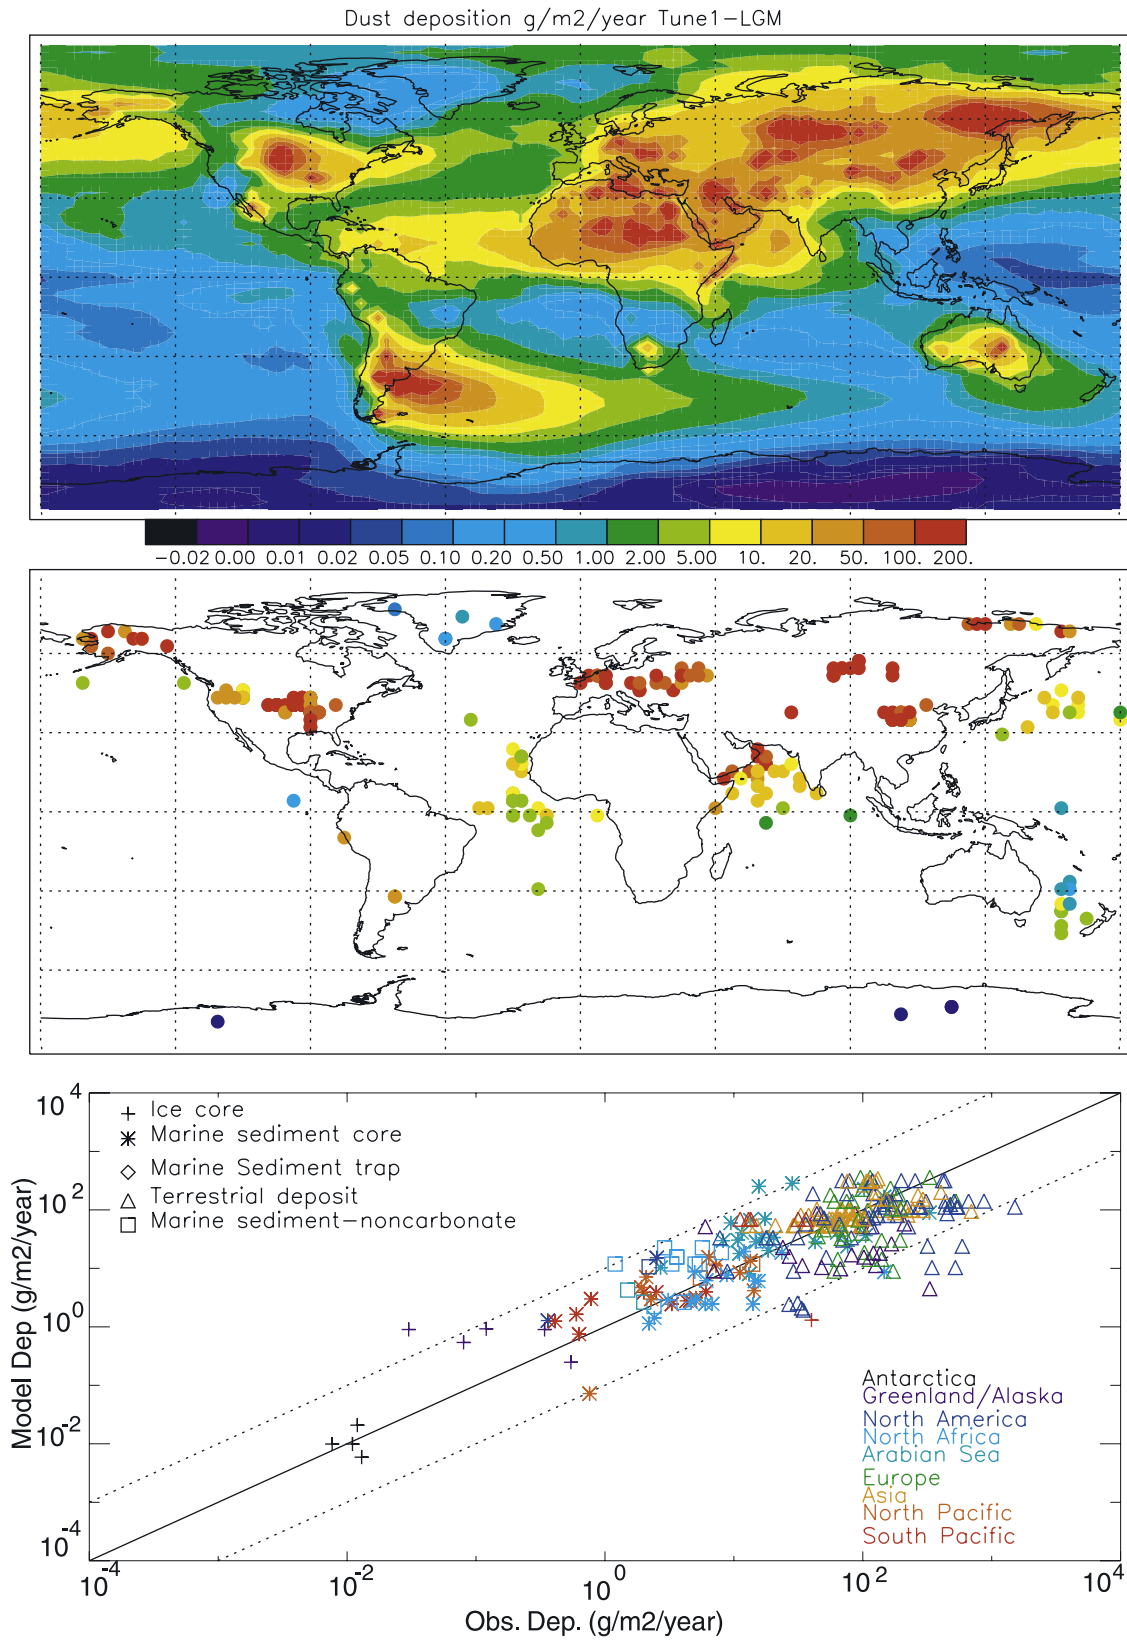 Dust deposition g/m2/year Tune1-LGM
-0.02 0.00 0.01 0.02 0.05 0.10 0.20 0.50 1.00 2.00 5.00 10. 20. 50. 100. 200.
10^4
Ice core
Marine sediment core
Marine Sediment trap
Terrestrial deposit
Marine sediment-noncarbonate
10^2
10^0
10^-2
10^-4
Model Dep (g/m2/year)
Antarctica
Greenland/Alaska
North America
North Africa
Arabian Sea
Europe
Asia
North Pacific
South Pacific
10^-4 10^-2 10^0 10^2 10^4
Obs. Dep. (g/m2/year)